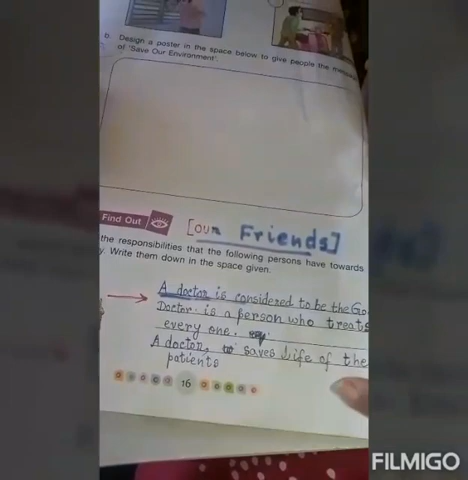 b. Design a poster in the space below to give people the message
of 'Save Our Environment'.
Find Out
[our Friends]
the responsibilities that the following persons have towards
y. Write them down in the space given.
A doctor is considered to be the Go
Doctor. is a person who treats
every one.
A doctor, saves life of the
patients
16
FILMIGO